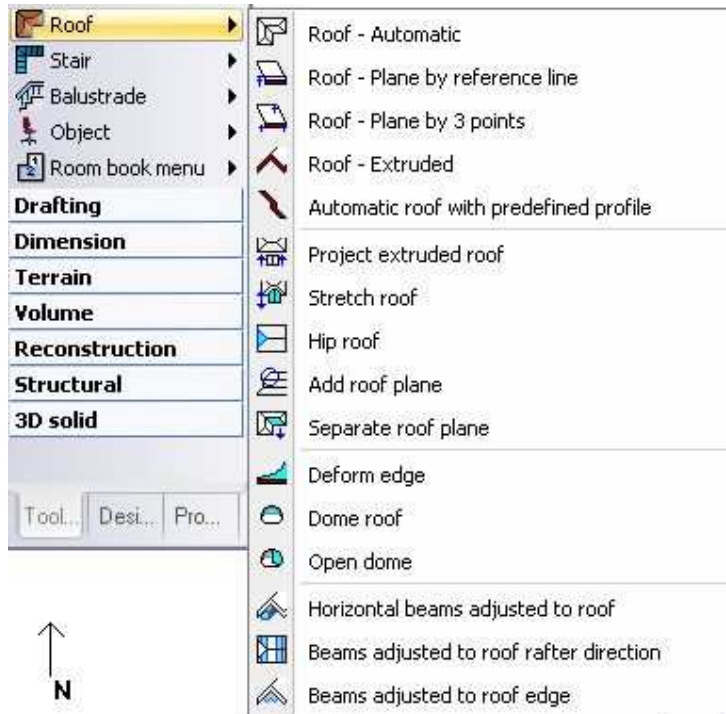 Roof
Stair
Balustrade
Object
Room book menu
Drafting
Dimension
Terrain
Volume
Reconstruction
Structural
3D solid
Tool...
Desi...
Pro...
N
Roof - Automatic
Roof - Plane by reference line
Roof - Plane by 3 points
Roof - Extruded
Automatic roof with predefined profile
Project extruded roof
Stretch roof
Hip roof
Add roof plane
Separate roof plane
Deform edge
Dome roof
Open dome
Horizontal beams adjusted to roof
Beams adjusted to roof rafter direction
Beams adjusted to roof edge